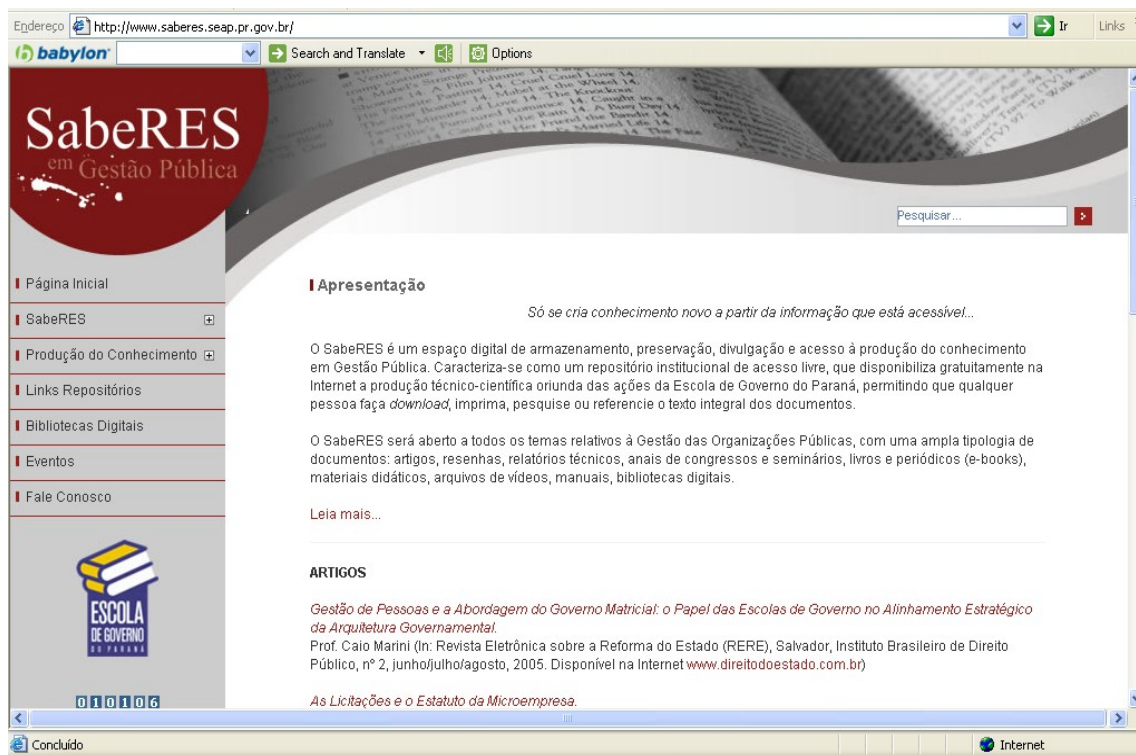 Endereço http://www.saberes.seap.pr.gov.br/ Ir Links
babylon Search and Translate Options
SabeRES
em Gestão Pública
Pesquisar...
Página Inicial
SabeRES
Produção do Conhecimento
Links Repositórios
Bibliotecas Digitais
Eventos
Fale Conosco
ESCOLA
DE GOVERNO
DO PARANÁ
010106
Apresentação
Só se cria conhecimento novo a partir da informação que está acessível...
O SabeRES é um espaço digital de armazenamento, preservação, divulgação e acesso à produção do conhecimento
em Gestão Pública. Caracteriza-se como um repositório institucional de acesso livre, que disponibiliza gratuitamente na
Internet a produção técnico-científica oriunda das ações da Escola de Governo do Paraná, permitindo que qualquer
pessoa faça download, imprima, pesquise ou referencie o texto integral dos documentos.
O SabeRES será aberto a todos os temas relativos à Gestão das Organizações Públicas, com uma ampla tipologia de
documentos: artigos, resenhas, relatórios técnicos, anais de congressos e seminários, livros e periódicos (e-books),
materiais didáticos, arquivos de vídeos, manuais, bibliotecas digitais.
Leia mais...
ARTIGOS
Gestão de Pessoas e a Abordagem do Governo Matricial: o Papel das Escolas de Governo no Alinhamento Estratégico
da Arquitetura Governamental.
Prof. Caio Marini (In: Revista Eletrônica sobre a Reforma do Estado (RERE), Salvador, Instituto Brasileiro de Direito
Público, nº 2, junho/julho/agosto, 2005. Disponível na Internet www.direitodoestado.com.br)
As Licitações e o Estatuto da Microempresa.
Concluído Internet